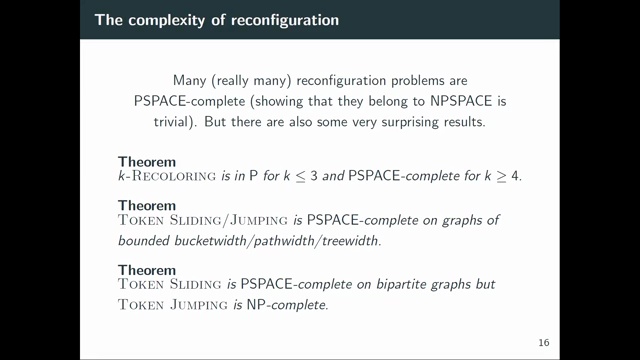 The complexity of reconfiguration
Many (really many) reconfiguration problems are
PSPACE-complete (showing that they belong to NPSPACE is
trivial). But there are also some very surprising results.
Theorem
k-Recoloring is in P for k ≤ 3 and PSPACE-complete for k ≥ 4.
Theorem
Token Sliding/Jumping is PSPACE-complete on graphs of
bounded bucketwidth/pathwidth/treewidth.
Theorem
Token Sliding is PSPACE-complete on bipartite graphs but
Token Jumping is NP-complete.
16